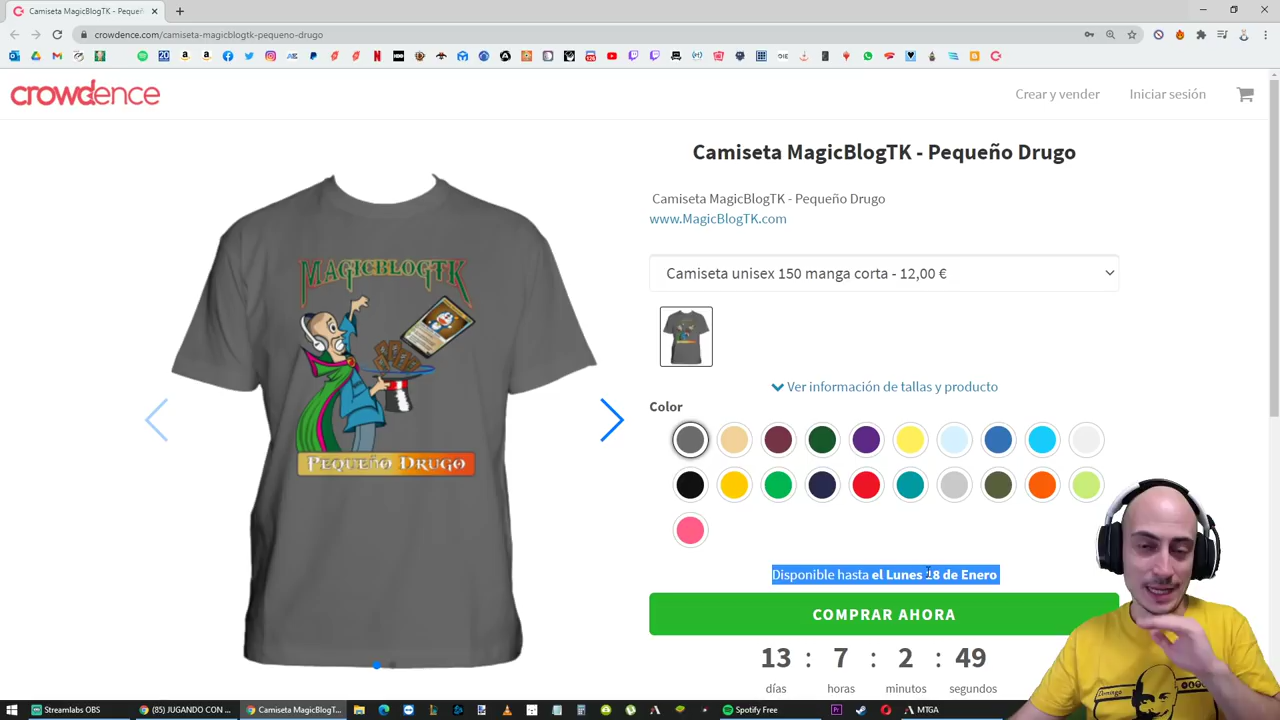 Camiseta MagicBlogTK - Pequeñ
crowdence.com/camiseta-magicblogtk-pequeno-drugo
crowdence
Crear y vender
Iniciar sesión
Camiseta MagicBlogTK - Pequeño Drugo
Camiseta MagicBlogTK - Pequeño Drugo
www.MagicBlogTK.com
Camiseta unisex 150 manga corta - 12,00 €
MAGICBLOGTK
PEQUEÑO DRUGO
Ver información de tallas y producto
Color
Disponible hasta el Lunes 18 de Enero
COMPRAR AHORA
13 : 7 : 2 : 49
días horas minutos segundos
Domingo
Streamlabs OBS
(85) JUGANDO CON ...
Camiseta MagicBlogT...
Spotify Free
MTGA